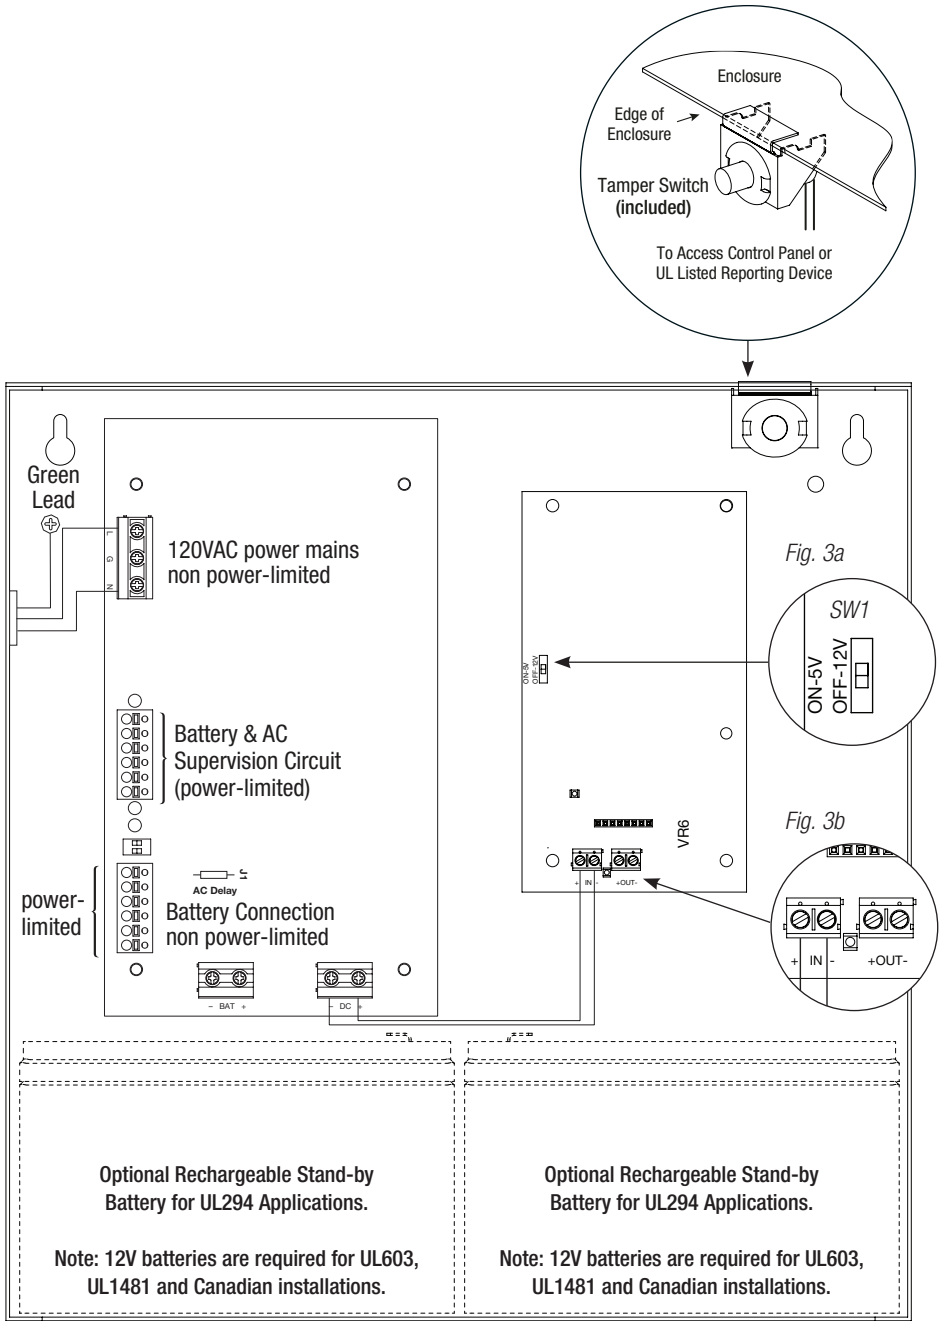 Enclosure
Edge of
Enclosure
Tamper Switch
(included)
To Access Control Panel or
UL Listed Reporting Device
Green
Lead
L
G
N
120VAC power mains
non power-limited
Fig. 3a
SW1
ON-5V
OFF-12V
ON-5V
OFF-12V
Battery & AC
Supervision Circuit
(power-limited)
VR6
Fig. 3b
+ IN - +OUT-
+ IN - +OUT-
J1
AC Delay
power-
limited
Battery Connection
non power-limited
– BAT +
– DC +
Optional Rechargeable Stand-by
Battery for UL294 Applications.
Note: 12V batteries are required for UL603,
UL1481 and Canadian installations.
Optional Rechargeable Stand-by
Battery for UL294 Applications.
Note: 12V batteries are required for UL603,
UL1481 and Canadian installations.